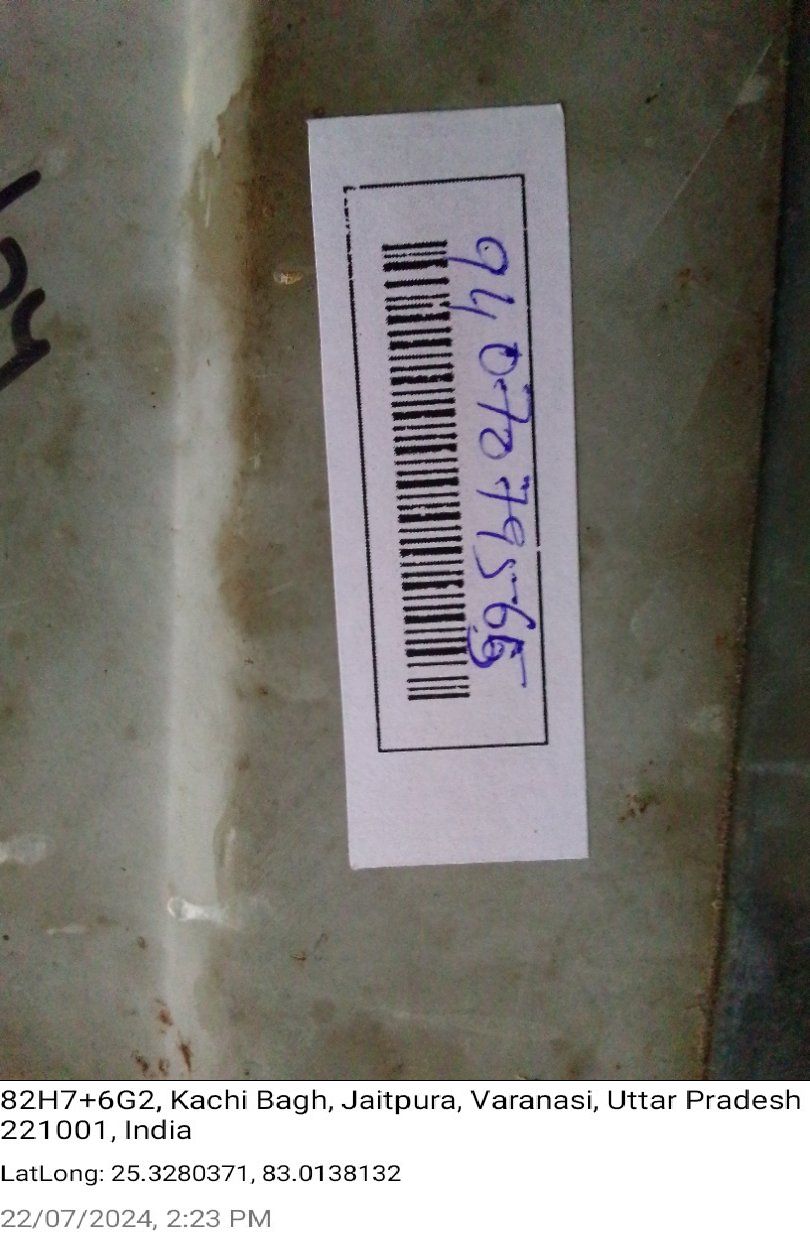 9407079565
82H7+6G2, Kachi Bagh, Jaitpura, Varanasi, Uttar Pradesh
221001, India
LatLong: 25.3280371, 83.0138132
22/07/2024, 2:23 PM